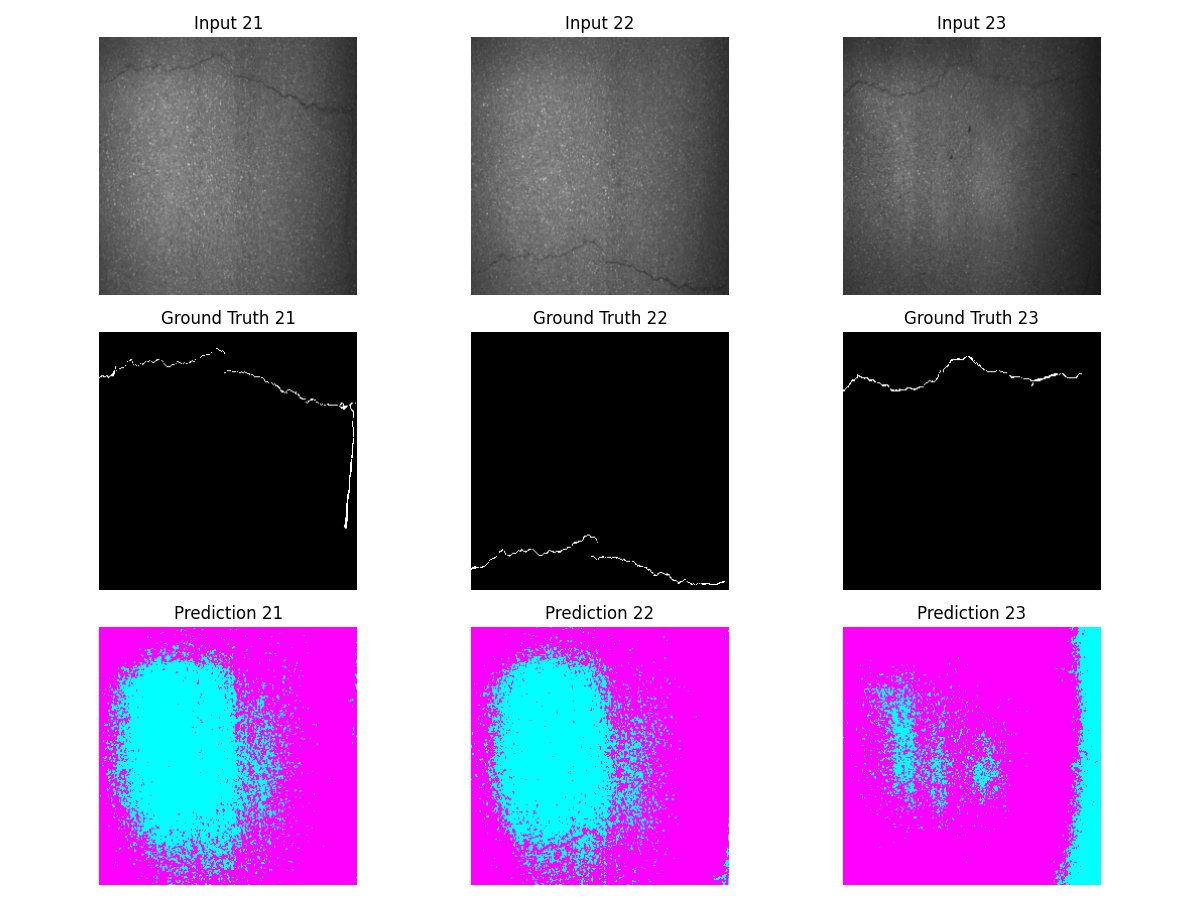 Input 21
Input 22
Input 23
Ground Truth 21
Ground Truth 22
Ground Truth 23
Prediction 21
Prediction 22
Prediction 23